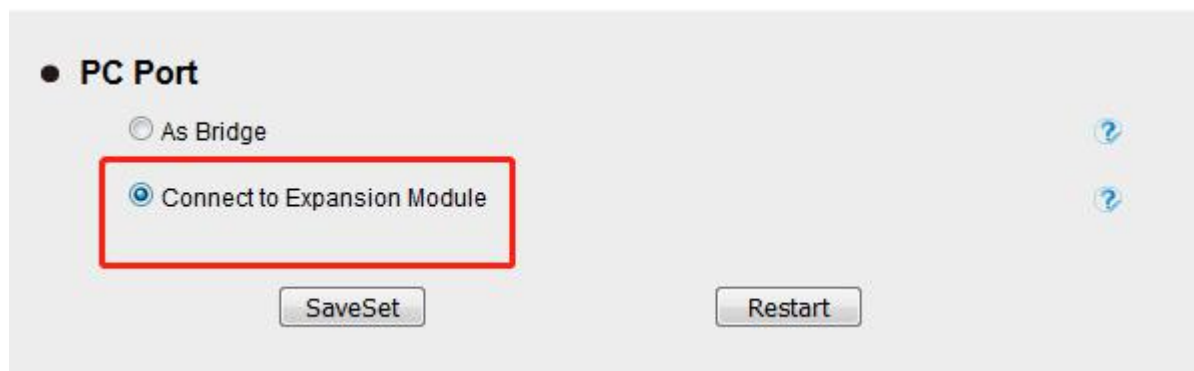 PC Port
As Bridge
?
Connect to Expansion Module
?
SaveSet
Restart